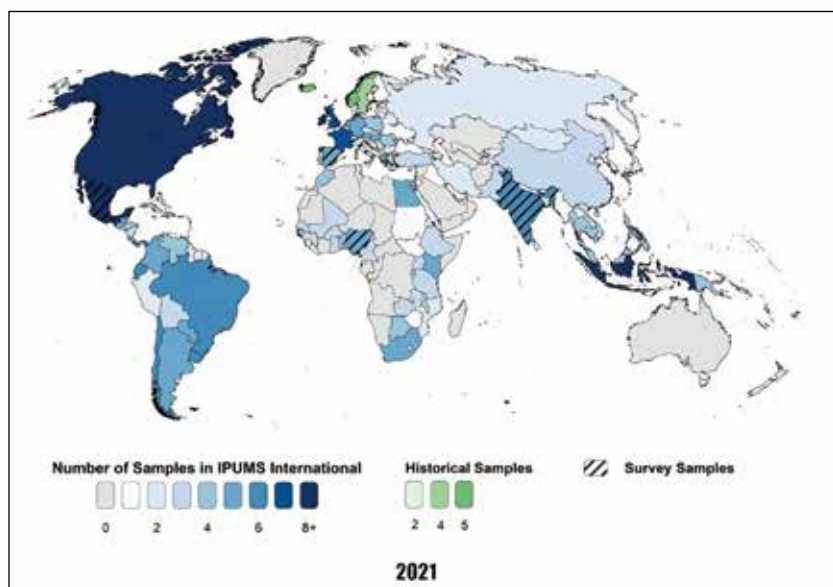 Number of Samples in IPUMS International
Historical Samples
Survey Samples
0 2 4 6 8+
2 4 5
2021